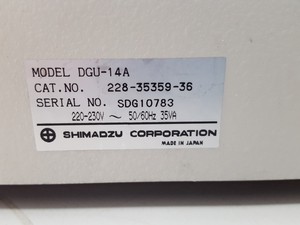 MODEL DGU-14A
CAT.NO. 228-35359-36
SERIAL NO. SDG10783
220-230V ～ 50/60Hz 35VA
SHIMADZU CORPORATION
MADE IN JAPAN